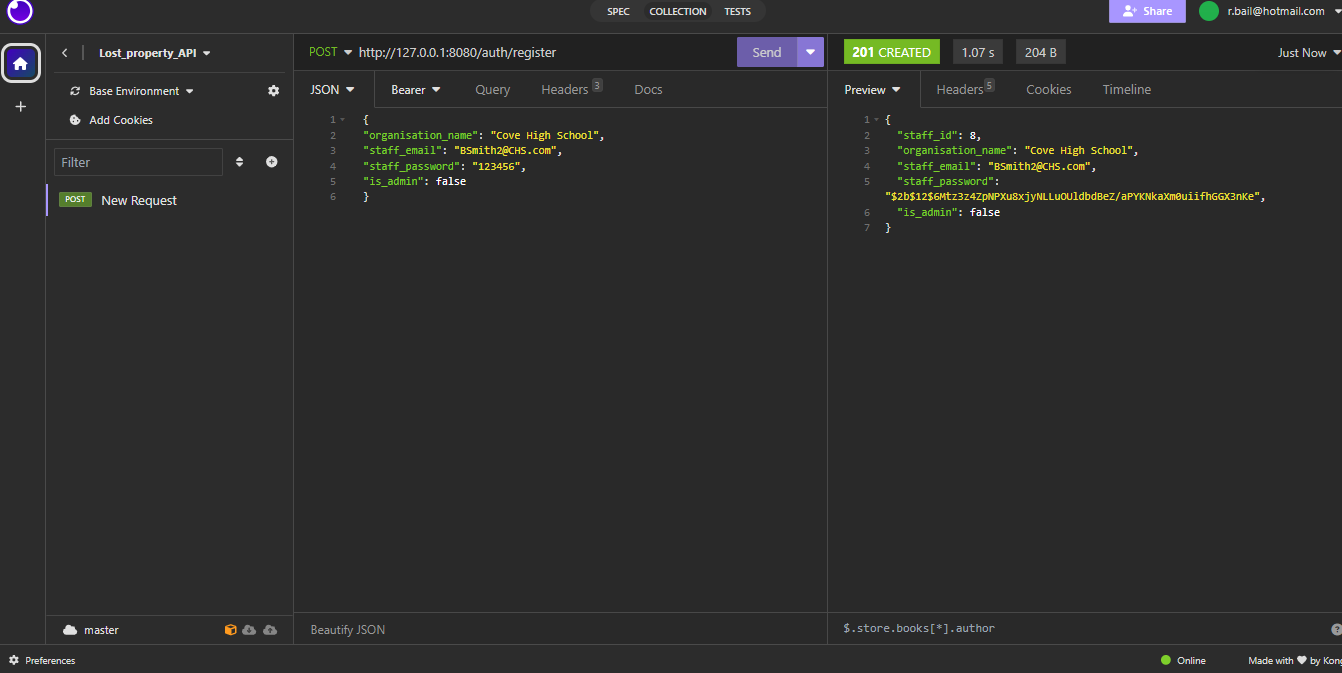 SPEC COLLECTION TESTS
Share
r.bail@hotmail.com
Lost_property_API
POST http://127.0.0.1:8080/auth/register
Send
201 CREATED 1.07 s 204 B
Just Now
Base Environment
Add Cookies
Filter
POST New Request
JSON Bearer Query Headers 3 Docs
1 {
2 "organisation_name": "Cove High School",
3 "staff_email": "BSmith2@CHS.com",
4 "staff_password": "123456",
5 "is_admin": false
6 }
Preview Headers 5 Cookies Timeline
1 {
2 "staff_id": 8,
3 "organisation_name": "Cove High School",
4 "staff_email": "BSmith2@CHS.com",
5 "staff_password":
"$2b$12$6Mtz3z4ZpNPXu8xjyNLLuOUldbdBeZ/aPYKNkaXm0uiifhGGX3nKe",
6 "is_admin": false
7 }
master
Beautify JSON
$.store.books[*].author
?
Preferences
Online
Made with by Kong